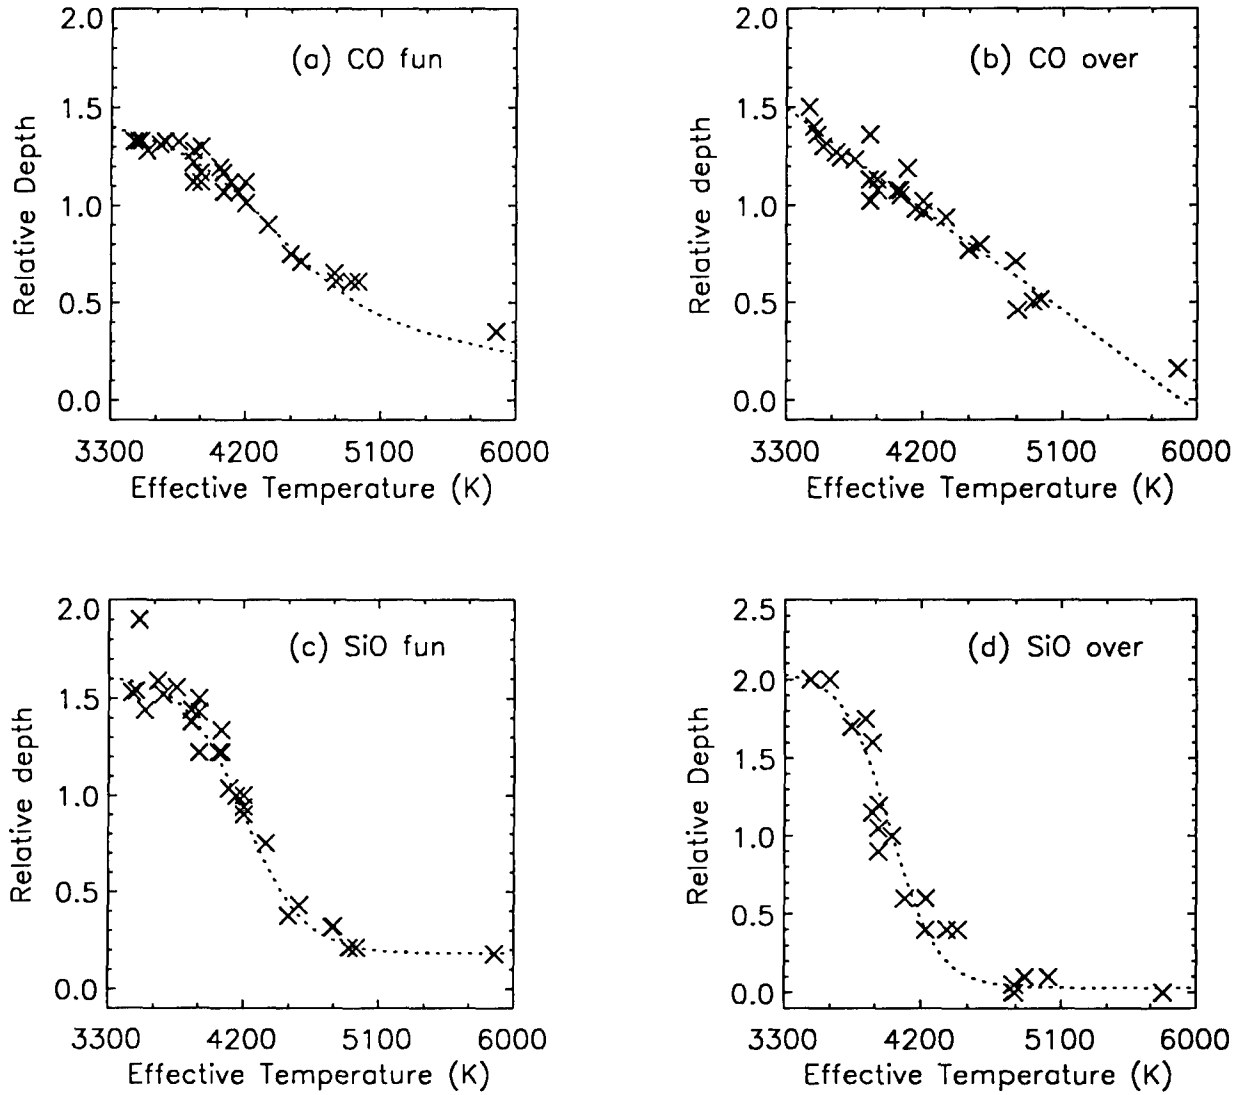 2.0
1.5
1.0
0.5
0.0
Relative Depth
(a) CO fun
3300 4200 5100 6000
Effective Temperature (K)
2.0
1.5
1.0
0.5
0.0
Relative depth
(b) CO over
3300 4200 5100 6000
Effective Temperature (K)
2.0
1.5
1.0
0.5
0.0
Relative depth
(c) SiO fun
3300 4200 5100 6000
Effective Temperature (K)
2.5
2.0
1.5
1.0
0.5
0.0
Relative Depth
(d) SiO over
3300 4200 5100 6000
Effective Temperature (K)